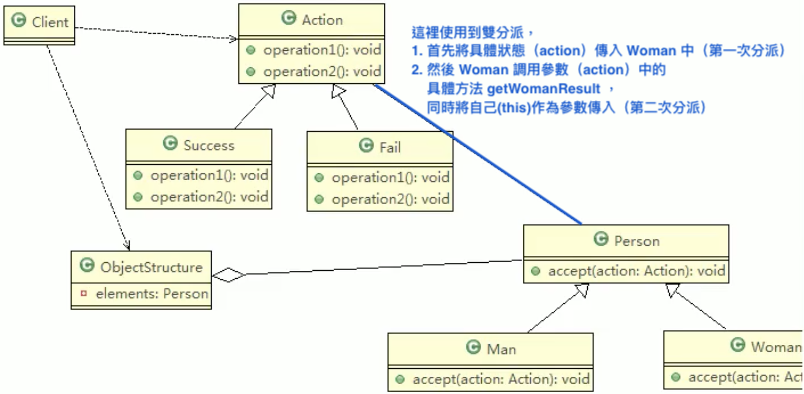 Client
Action
operation1(): void
operation2(): void
這裡使用到雙分派，
1. 首先將具體狀態（action）傳入 Woman 中（第一次分派）
2. 然後 Woman 調用參數（action）中的
具體方法 getWomanResult ，
同時將自己(this)作為參數傳入（第二次分派）
Success
operation1(): void
operation2(): void
Fail
operation1(): void
operation2(): void
Person
accept(action: Action): void
ObjectStructure
elements: Person
Man
accept(action: Action): void
Woman
accept(action: Act